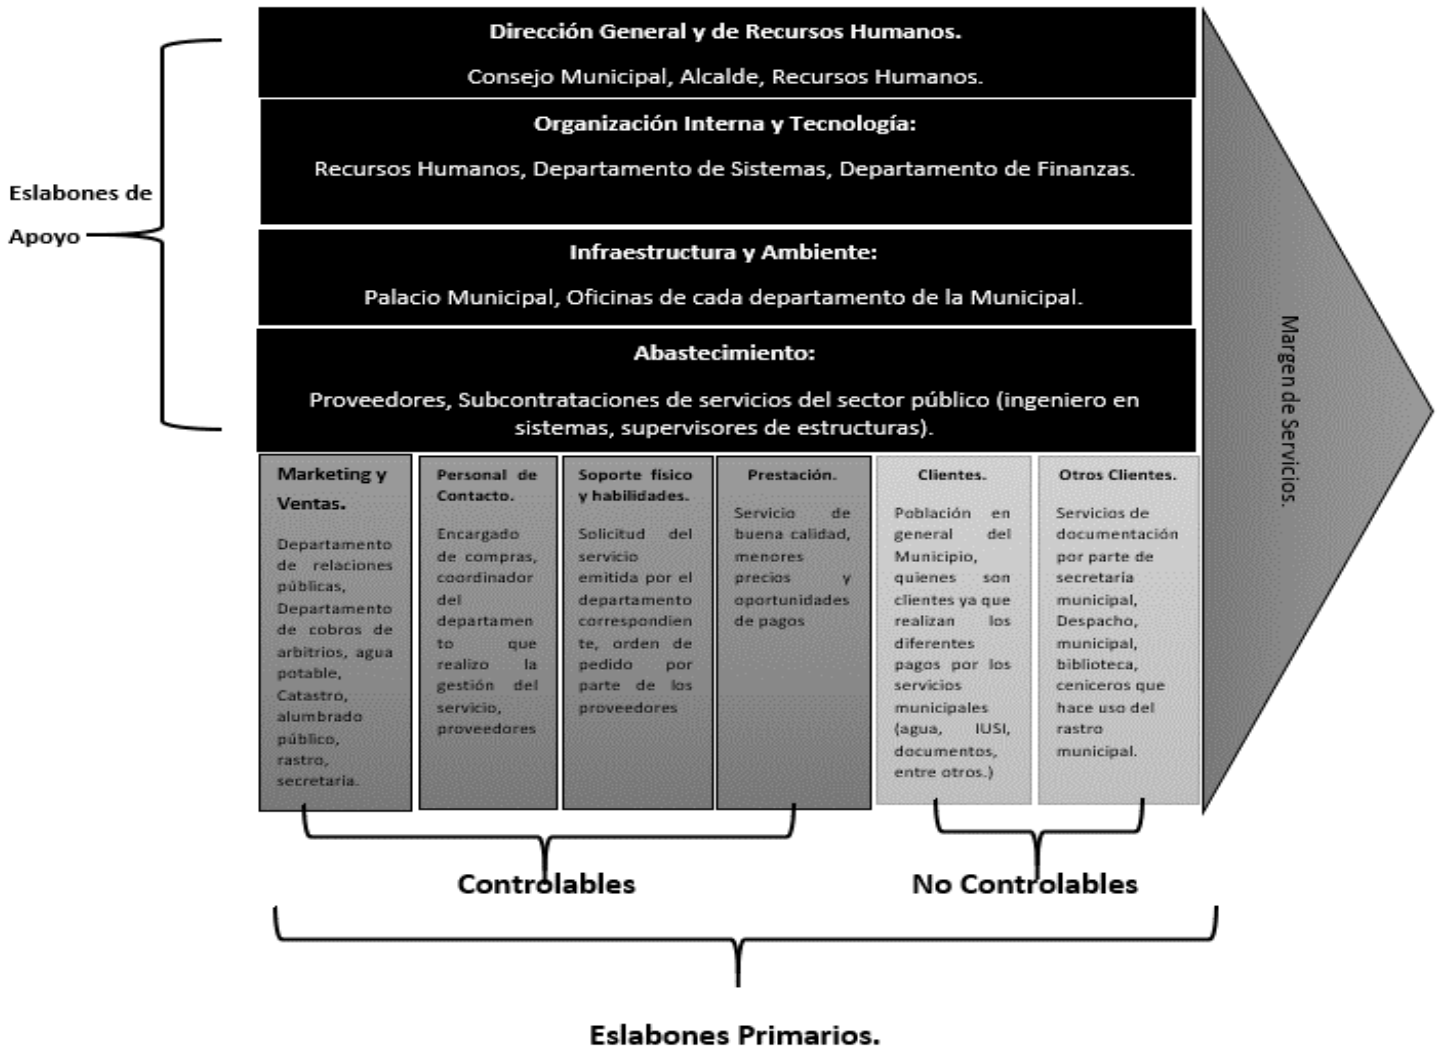 Dirección General y de Recursos Humanos.
Consejo Municipal, Alcalde, Recursos Humanos.
Organización Interna y Tecnología:
Recursos Humanos, Departamento de Sistemas, Departamento de Finanzas.
Eslabones de
Apoyo
Infraestructura y Ambiente:
Palacio Municipal, Oficinas de cada departamento de la Municipal.
Abastecimiento:
Proveedores, Subcontrataciones de servicios del sector público (ingeniero en
sistemas, supervisores de estructuras).
Margen de Servicios.
Marketing y
Ventas.
Departamento
de relaciones
públicas,
Departamento
de cobros de
arbitrios, agua
potable,
Catastro,
alumbrado
público,
rastro,
secretaria.
Personal de
Contacto.
Encargado
de compras,
coordinador
del
departamen
to que
realizo la
gestión del
servicio,
proveedores
Soporte físico
y habilidades.
Solicitud del
servicio
emitida por el
departamento
correspondien
te, orden de
pedido por
parte de los
proveedores
Prestación.
Servicio de
buena calidad,
menores
precios y
oportunidades
de pagos
Clientes.
Población en
general del
Municipio,
quienes son
clientes ya que
realizan los
diferentes
pagos por los
servicios
municipales
(agua, IUSI,
documentos,
entre otros.)
Otros Clientes.
Servicios de
documentación
por parte de
secretaria
municipal,
Despacho,
municipal,
biblioteca,
ceniceros que
hace uso del
rastro
municipal.
Controlables
No Controlables
Eslabones Primarios.